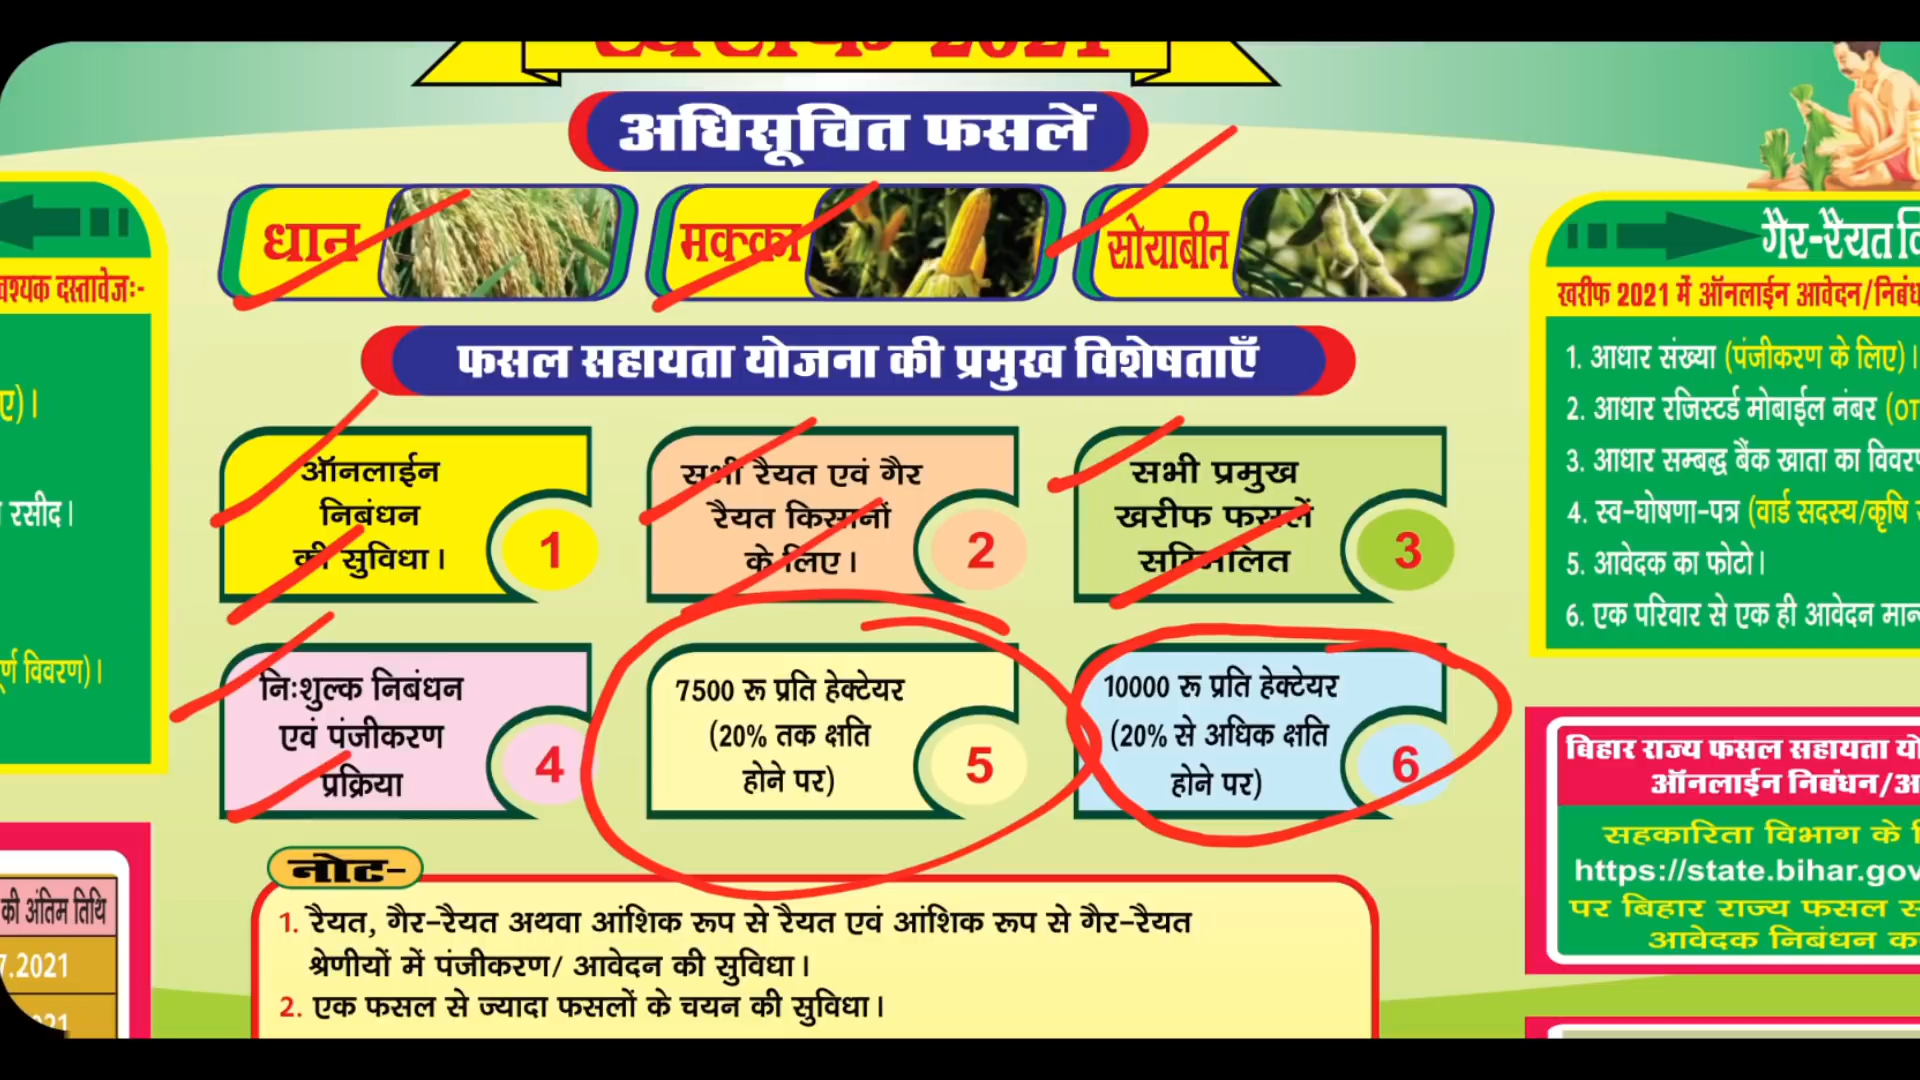 खरीफ 2021
अधिसूचित फसलें
धान
मक्का
सोयाबीन
फसल सहायता योजना की प्रमुख विशेषताएँ
ऑनलाईन
निबंधन
की सुविधा।
1
सभी रैयत एवं गैर
रैयत किसानों
के लिए।
2
सभी प्रमुख
खरीफ फसलें
सम्मिलित
3
निःशुल्क निबंधन
एवं पंजीकरण
प्रक्रिया
4
7500 रू प्रति हेक्टेयर
(20% तक क्षति
होने पर)
5
10000 रू प्रति हेक्टेयर
(20% से अधिक क्षति
होने पर)
6
नोट-
1. रैयत, गैर-रैयत अथवा आंशिक रूप से रैयत एवं आंशिक रूप से गैर-रैयत
श्रेणीयों में पंजीकरण/ आवेदन की सुविधा।
2. एक फसल से ज्यादा फसलों के चयन की सुविधा।
दस्तावेजः-
रसीद।
विवरण)।
की अंतिम तिथि
.2021
गैर-रैयत
खरीफ 2021 में ऑनलाईन आवेदन/
1. आधार संख्या (पंजीकरण के लिए)।
2. आधार रजिस्टर्ड मोबाईल नंबर
3. आधार सम्बद्ध बैंक खाता का
4. स्व-घोषणा-पत्र (वार्ड सदस्य/कृषि
5. आवेदक का फोटो।
6. एक परिवार से एक ही आवेदन
बिहार राज्य फसल सहायता
ऑनलाईन निबंधन/
सहकारिता विभाग के
https://state.bihar.gov
पर बिहार राज्य फसल
आवेदक निबंधन